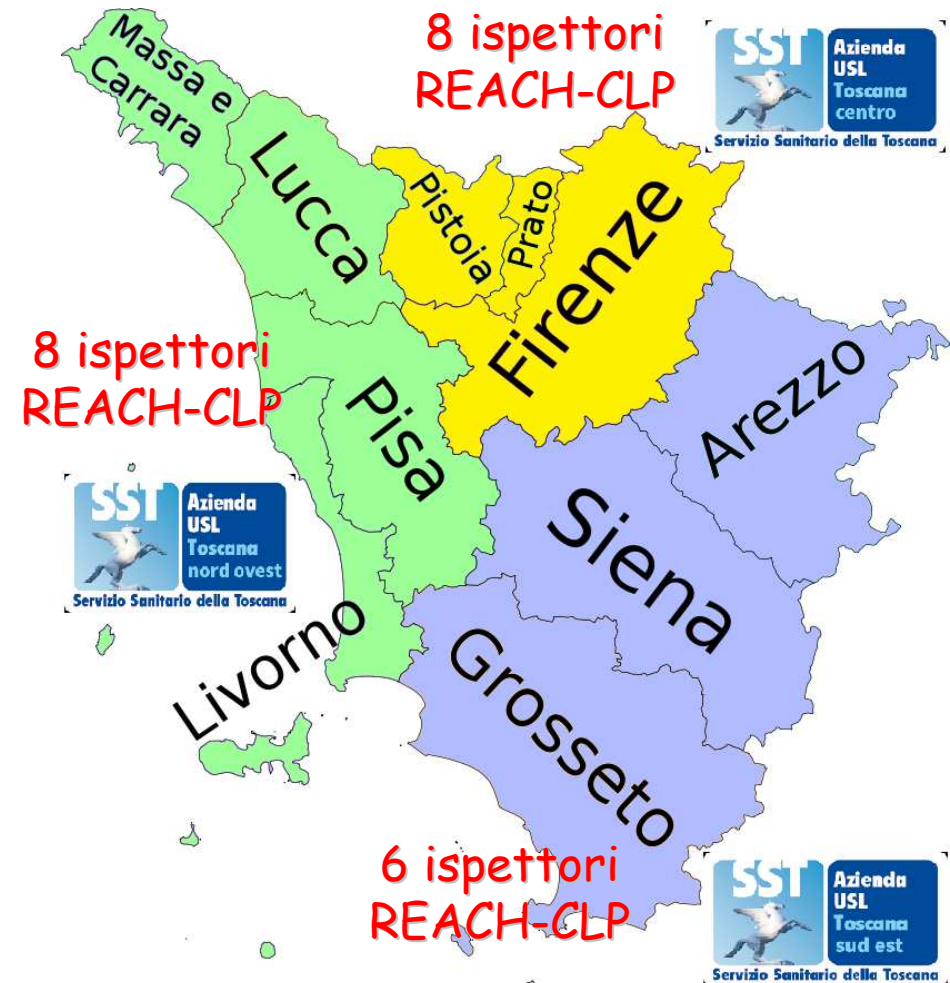 Massa e
Carrara
8 ispettori
REACH-CLP
SST
Azienda
USL
Toscana
centro
Servizio Sanitario della Toscana
Lucca
Pistoia
Prato
Firenze
8 ispettori
REACH-CLP
Pisa
Arezzo
SST
Azienda
USL
Toscana
nord ovest
Servizio Sanitario della Toscana
Siena
Livorno
Grosseto
6 ispettori
REACH-CLP
SST
Azienda
USL
Toscana
sud est
Servizio Sanitario della Toscana